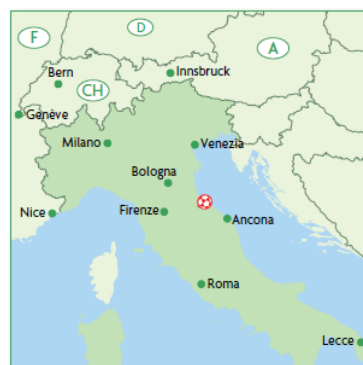 F
D
A
Bern
Innsbruck
CH
Genève
Milano
Venezia
Bologna
Nice
Firenze
Ancona
Roma
Lecce